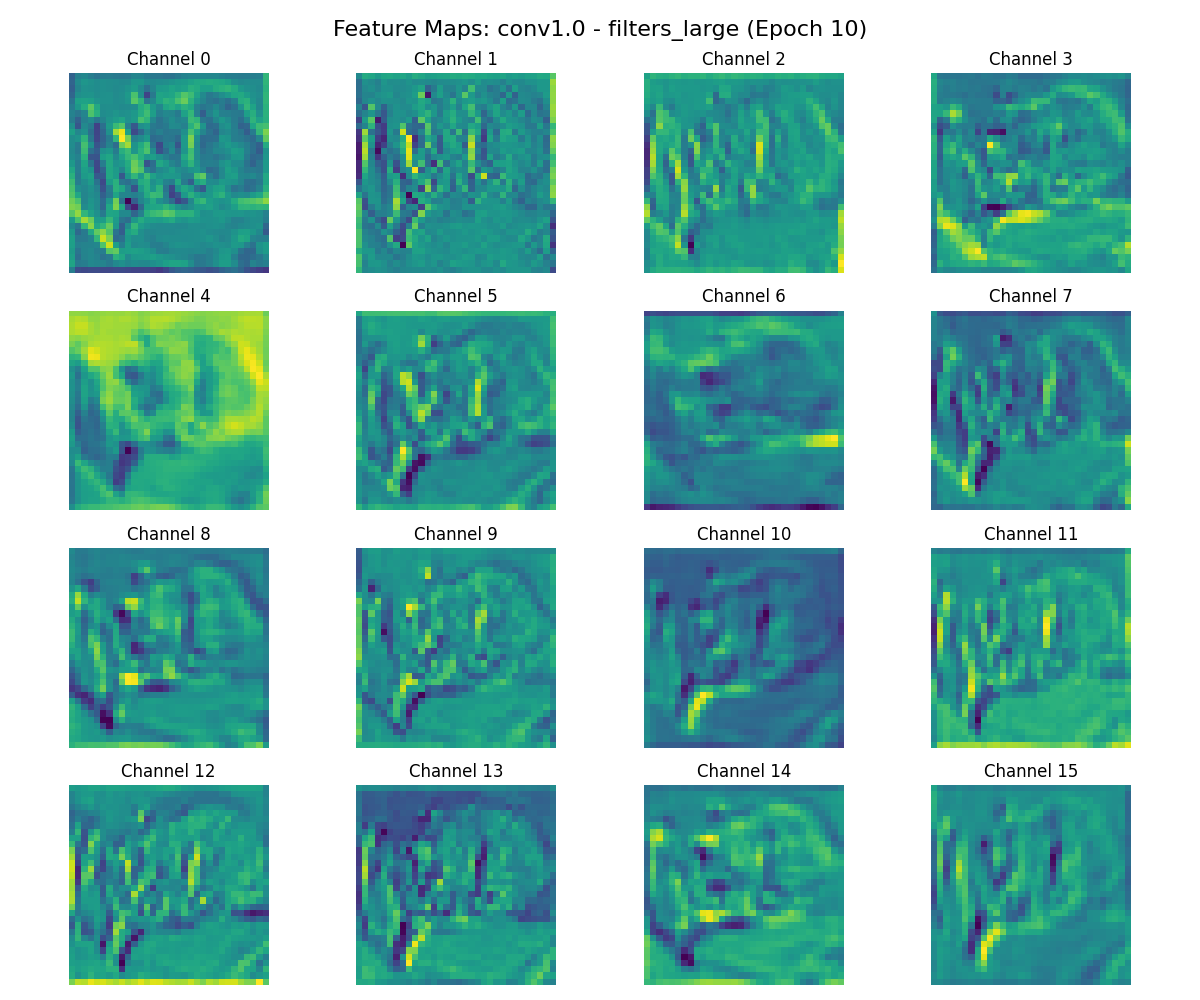 Feature Maps: conv1.0 - filters_large (Epoch 10)
Channel 0
Channel 1
Channel 2
Channel 3
Channel 4
Channel 5
Channel 6
Channel 7
Channel 8
Channel 9
Channel 10
Channel 11
Channel 12
Channel 13
Channel 14
Channel 15